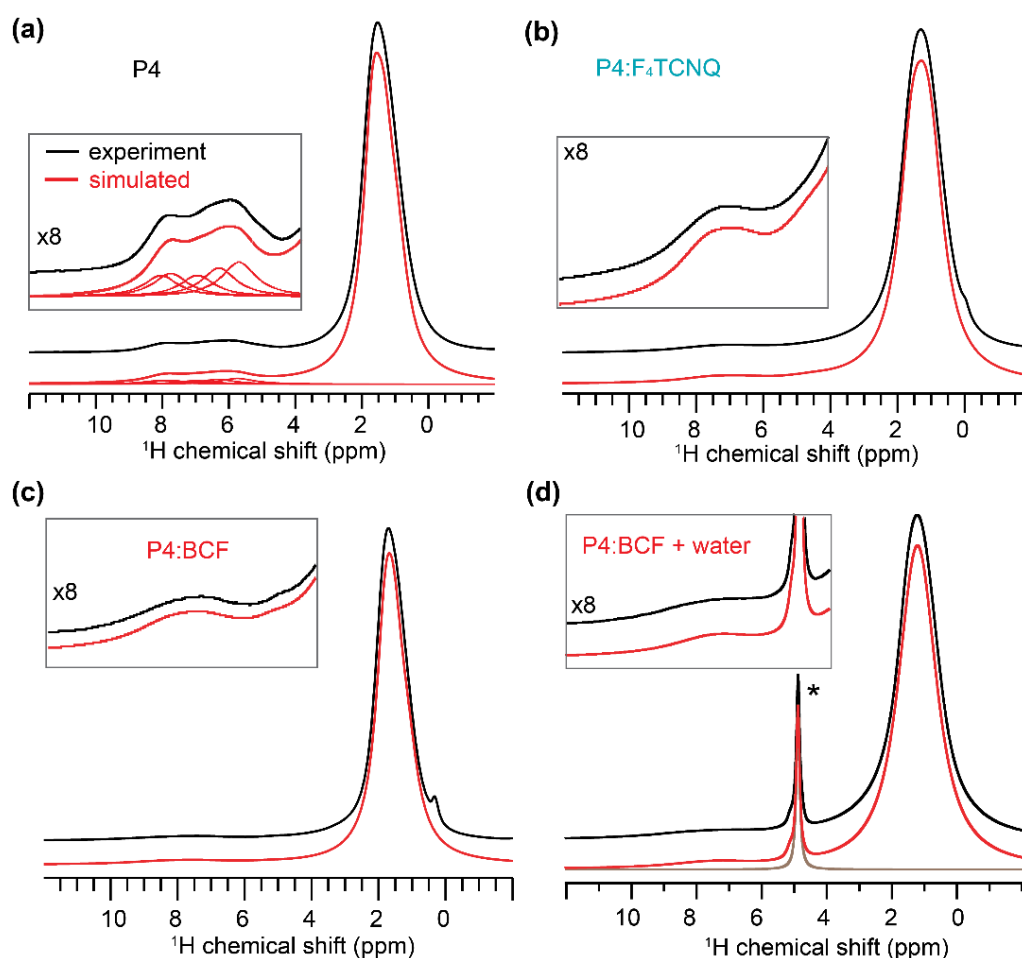 (a)
P4
experiment
simulated
x8
10 8 6 4 2 0
¹H chemical shift (ppm)
(b)
P4:F₄TCNQ
x8
10 8 6 4 2 0
¹H chemical shift (ppm)
(c)
P4:BCF
x8
10 8 6 4 2 0
¹H chemical shift (ppm)
(d)
P4:BCF + water
x8
*
10 8 6 4 2 0
¹H chemical shift (ppm)